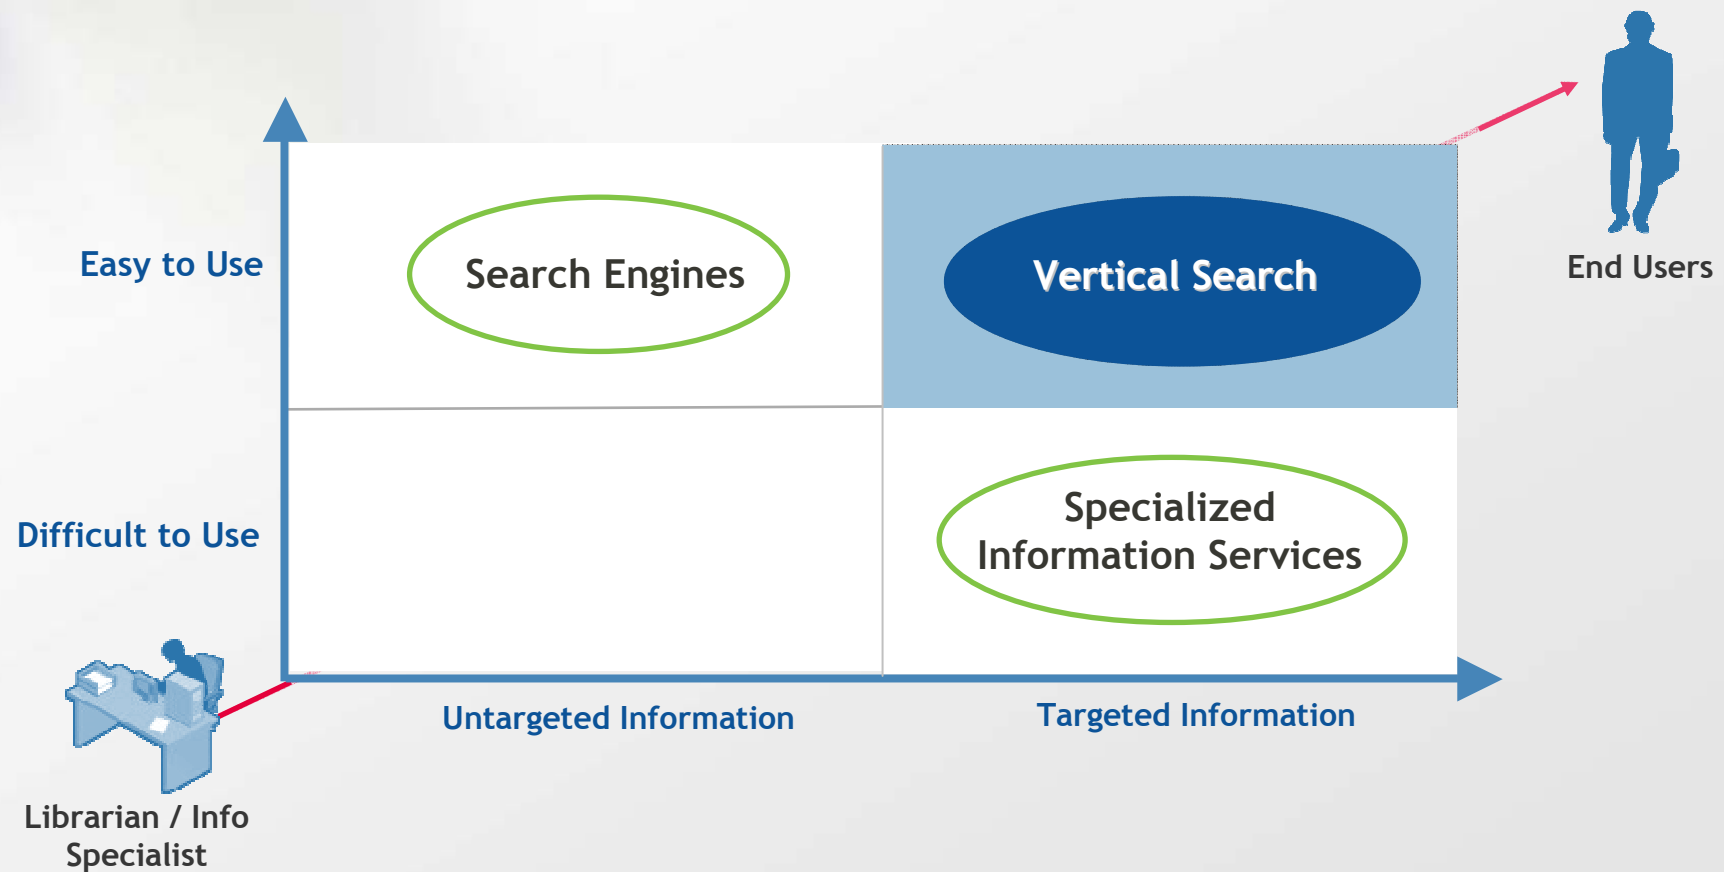 Easy to Use
Search Engines
Vertical Search
End Users
Difficult to Use
Specialized
Information Services
Untargeted Information
Targeted Information
Librarian / Info
Specialist